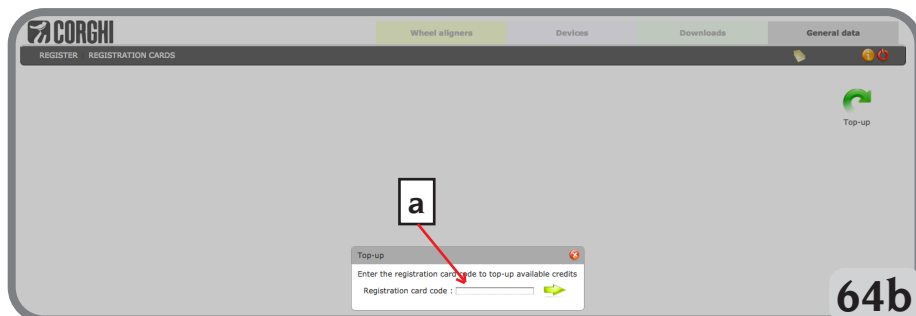 CORGHI
Wheel aligners Devices Downloads General data
REGISTER REGISTRATION CARDS
Top-up
a
Top-up
Enter the registration card code to top-up available credits
Registration card code :
64b